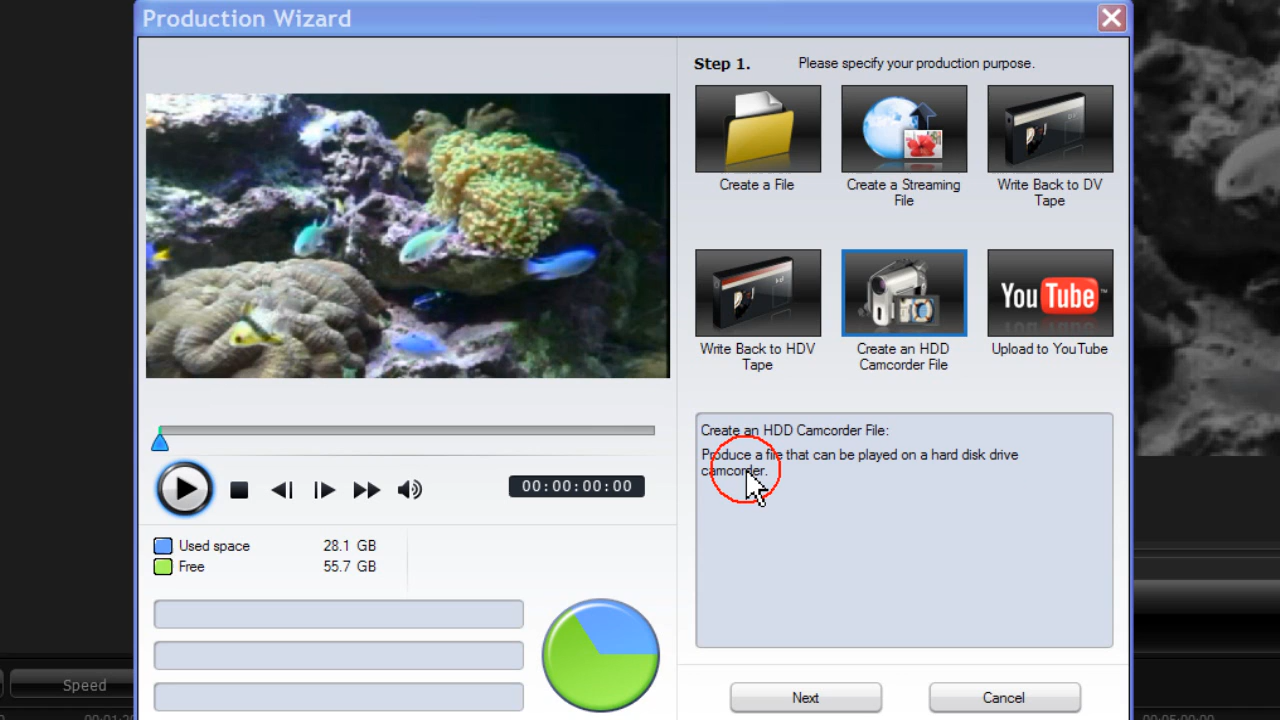 Production Wizard
Step 1.
Please specify your production purpose.
Create a File
Create a Streaming
File
Write Back to DV
Tape
YouTube™
Write Back to HDV
Tape
Create an HDD
Camcorder File
Upload to YouTube
Create an HDD Camcorder File:
Produce a file that can be played on a hard disk drive
camcorder.
00:00:00:00
Used space 28.1 GB
Free 55.7 GB
Next
Cancel
Speed